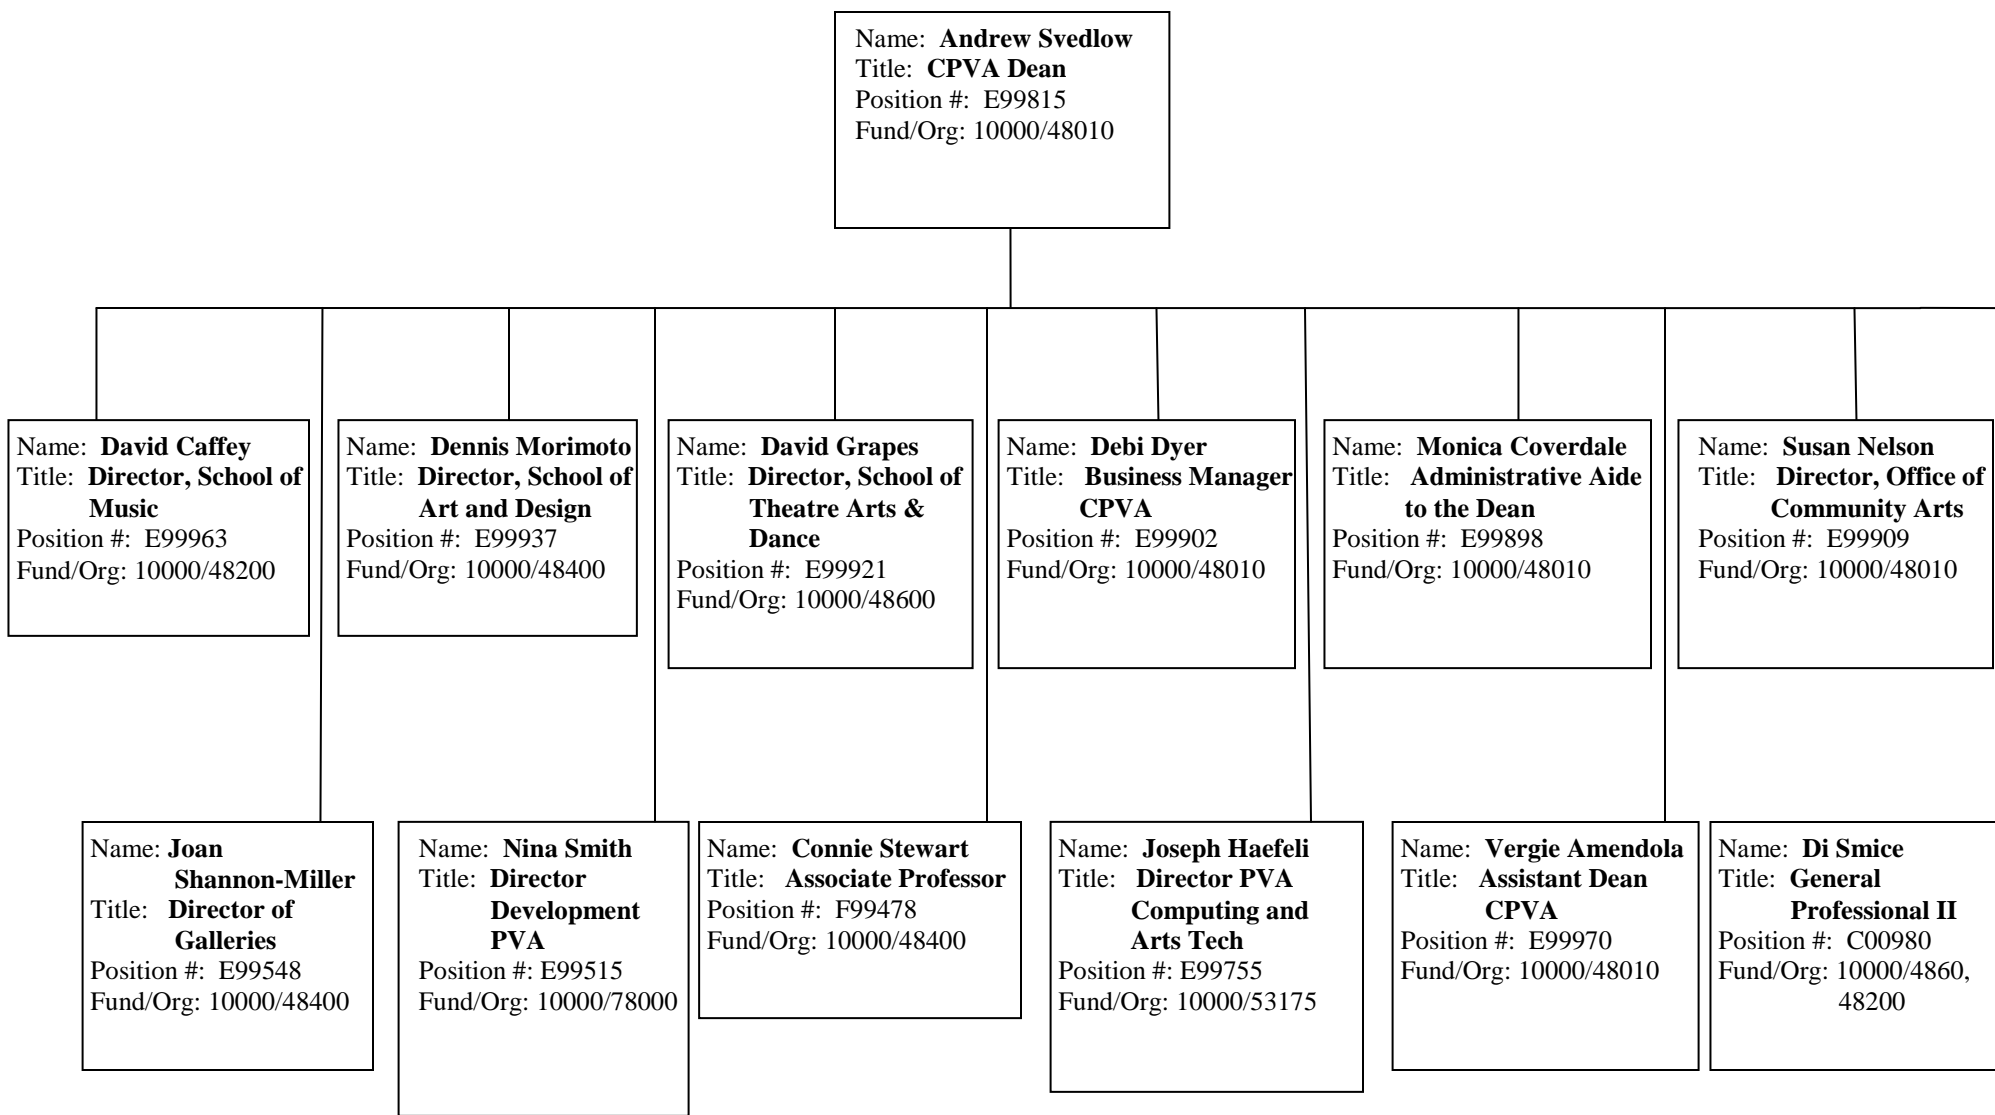 Name: Andrew Svedlow
Title: CPVA Dean
Position #: E99815
Fund/Org: 10000/48010
Name: David Caffey
Title: Director, School of
Music
Position #: E99963
Fund/Org: 10000/48200
Name: Dennis Morimoto
Title: Director, School of
Art and Design
Position #: E99937
Fund/Org: 10000/48400
Name: David Grapes
Title: Director, School of
Theatre Arts &
Dance
Position #: E99921
Fund/Org: 10000/48600
Name: Debi Dyer
Title: Business Manager
CPVA
Position #: E99902
Fund/Org: 10000/48010
Name: Monica Coverdale
Title: Administrative Aide
to the Dean
Position #: E99898
Fund/Org: 10000/48010
Name: Susan Nelson
Title: Director, Office of
Community Arts
Position #: E99909
Fund/Org: 10000/48010
Name: Joan
Shannon-Miller
Title: Director of
Galleries
Position #: E99548
Fund/Org: 10000/48400
Name: Nina Smith
Title: Director
Development
PVA
Position #: E99515
Fund/Org: 10000/78000
Name: Connie Stewart
Title: Associate Professor
Position #: F99478
Fund/Org: 10000/48400
Name: Joseph Haefeli
Title: Director PVA
Computing and
Arts Tech
Position #: E99755
Fund/Org: 10000/53175
Name: Vergie Amendola
Title: Assistant Dean
CPVA
Position #: E99970
Fund/Org: 10000/48010
Name: Di Smice
Title: General
Professional II
Position #: C00980
Fund/Org: 10000/4860,
48200